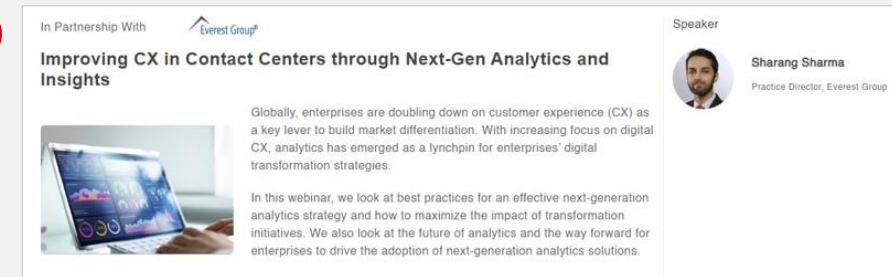 In Partnership With
Everest Group®
Improving CX in Contact Centers through Next-Gen Analytics and
Insights
Globally, enterprises are doubling down on customer experience (CX) as
a key lever to build market differentiation. With increasing focus on digital
CX, analytics has emerged as a lynchpin for enterprises' digital
transformation strategies.
In this webinar, we look at best practices for an effective next-generation
analytics strategy and how to maximize the impact of transformation
initiatives. We also look at the future of analytics and the way forward for
enterprises to drive the adoption of next-generation analytics solutions.
Speaker
Sharang Sharma
Practice Director, Everest Group